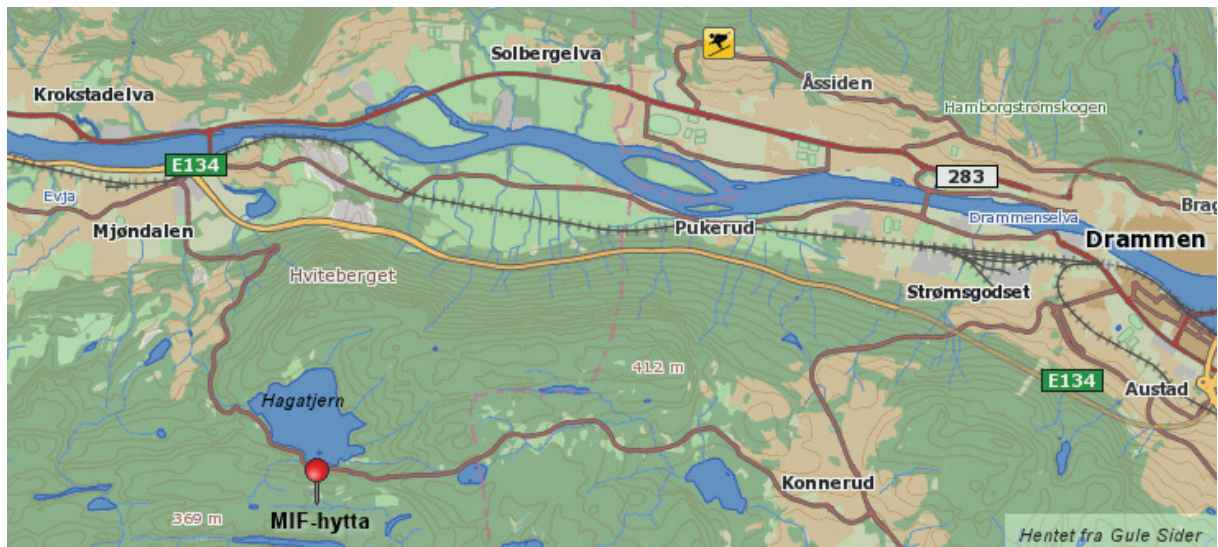 Solbergelva
Krokstadelva
Åssiden
Hamborgstrømskogen
E134
283
Evja
Brag
Mjøndalen
Pukerud
Drammenselva
Drammen
Hviteberget
Strømsgodset
412 m
E134
Austad
Hagatjern
Konnerud
369 m
MIF-hytta
Hentet fra Gule Sider